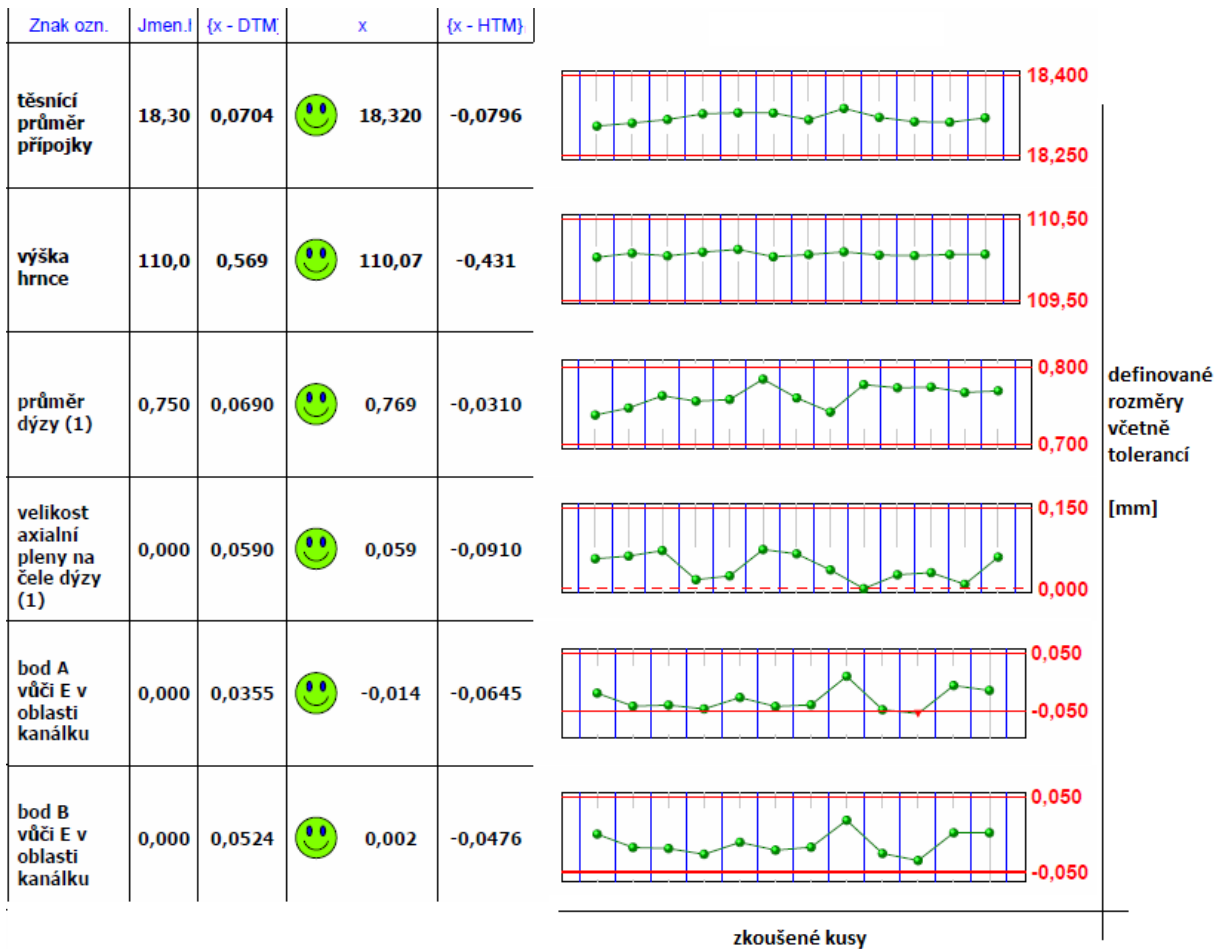 Znak ozn.
Jmen.H
{x - DTM}
x
{x - HTM}
těsnící
průměr
přípojky
18,30
0,0704
18,320
-0,0796
18,400
18,250
výška
hrnce
110,0
0,569
110,07
-0,431
110,50
109,50
průměr
dýzy (1)
0,750
0,0690
0,769
-0,0310
0,800
0,700
velikost
axialní
pleny na
čele dýzy
(1)
0,000
0,0590
0,059
-0,0910
0,150
0,000
bod A
vůči E v
oblasti
kanálku
0,000
0,0355
-0,014
-0,0645
0,050
-0,050
bod B
vůči E v
oblasti
kanálku
0,000
0,0524
0,002
-0,0476
0,050
-0,050
definované
rozměry
včetně
tolerancí
[mm]
zkoušené kusy